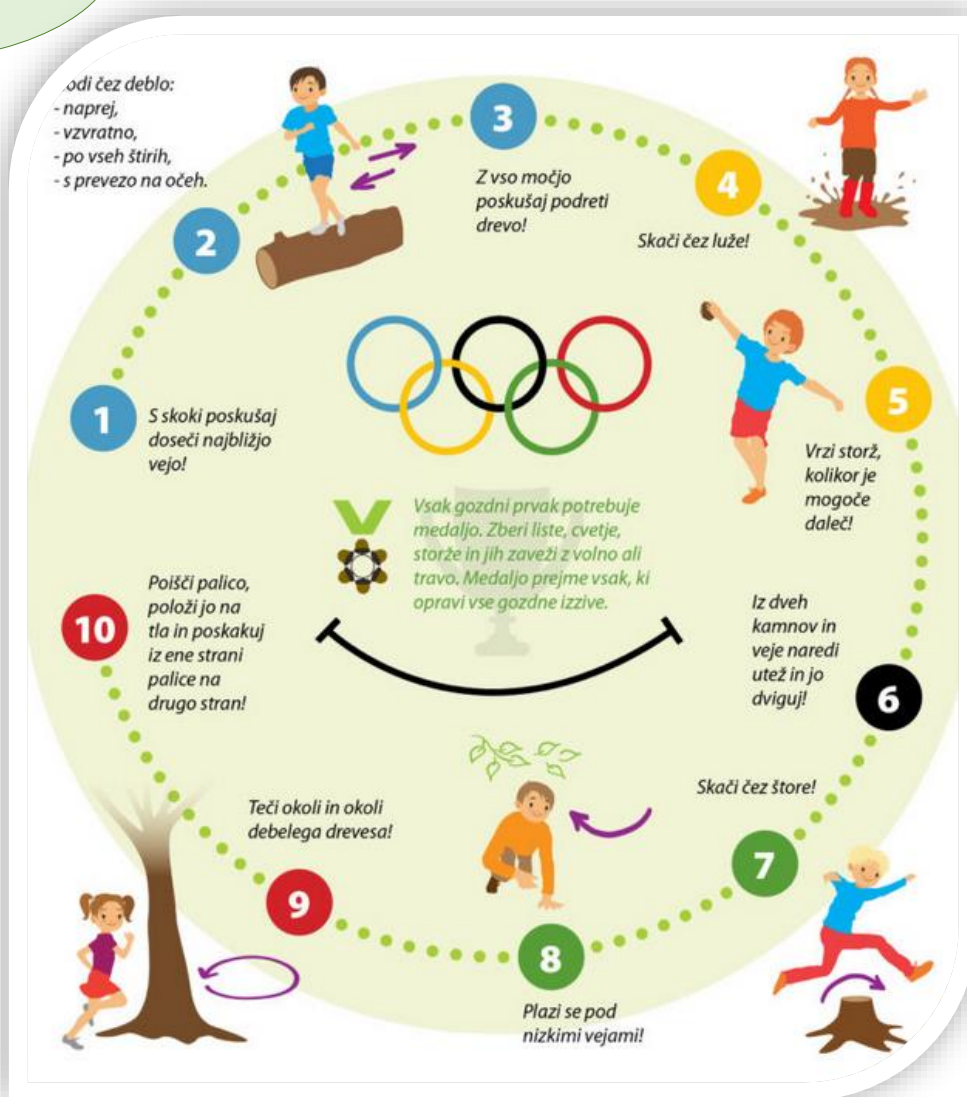 odi čez deblo:
- naprej,
- vzvratno,
- po vseh štirih,
- s prevezo na očeh.
3
Z vso močjo
poskušaj podreti
drevo!
4
Skači čez luže!
2
1
S skoki poskušaj
doseči najbližjo
vejo!
5
Vrzi storž,
kolikor je
mogoče
daleč!
Vsak gozdni prvak potrebuje
medaljo. Zberi liste, cvetje,
storže in jih zaveži z volno ali
travo. Medaljo prejme vsak, ki
opravi vse gozdne izzive.
10
Poišči palico,
položi jo na
tla in poskakuj
iz ene strani
palice na
drugo stran!
Iz dveh
kamnov in
veje naredi
utež in jo
dviguj!
6
Skači čez štore!
7
Teči okoli in okoli
debelega drevesa!
9
8
Plazi se pod
nizkimi vejami!